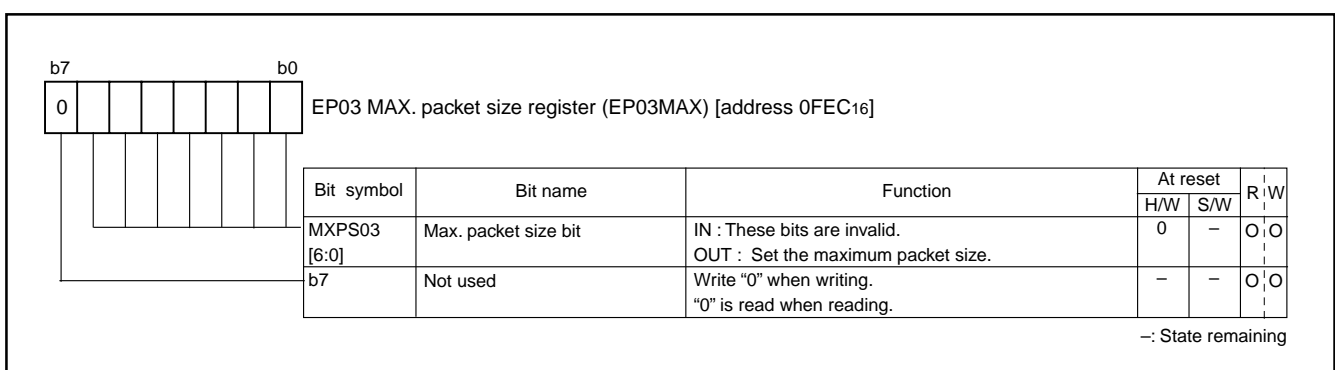 b7 b0
0
EP03 MAX. packet size register (EP03MAX) [address 0FEC16]
Bit symbol Bit name Function At reset R W
H/W S/W
MXPS03 Max. packet size bit IN : These bits are invalid. 0 – O O
[6:0] OUT : Set the maximum packet size.
b7 Not used Write “0” when writing. – – O O
“0” is read when reading.
–: State remaining